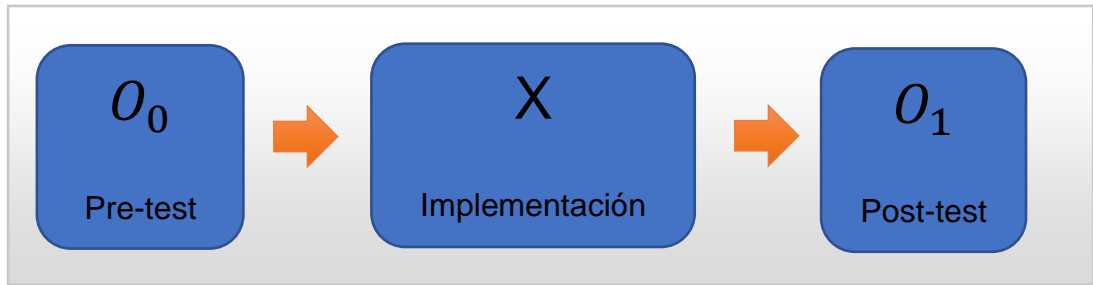 O₀
Pre-test
X
Implementación
O₁
Post-test